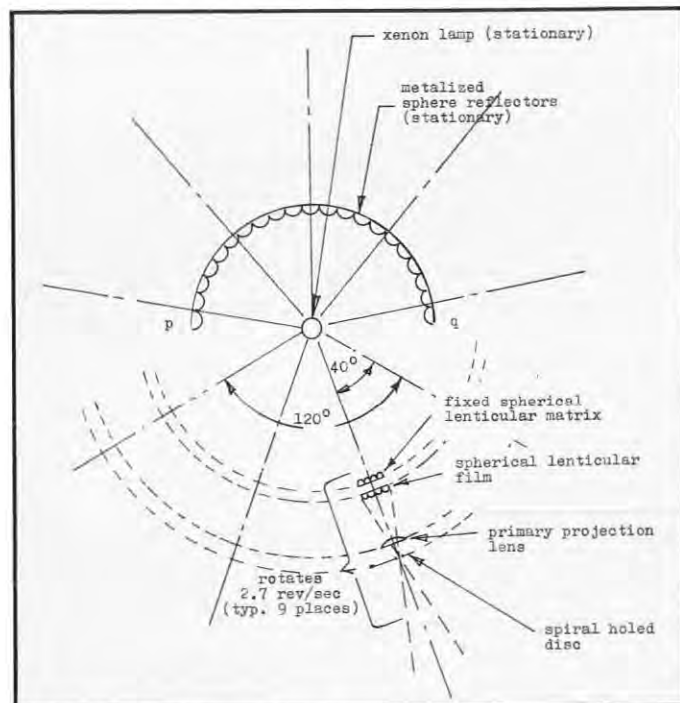 xenon lamp (stationary)
metalized
sphere reflectors
(stationary)
p
q
40°
120°
fixed spherical
lenticular matrix
spherical lenticular
film
primary projection
lens
rotates
2.7 rev/sec
(typ. 9 places)
spiral holed
disc